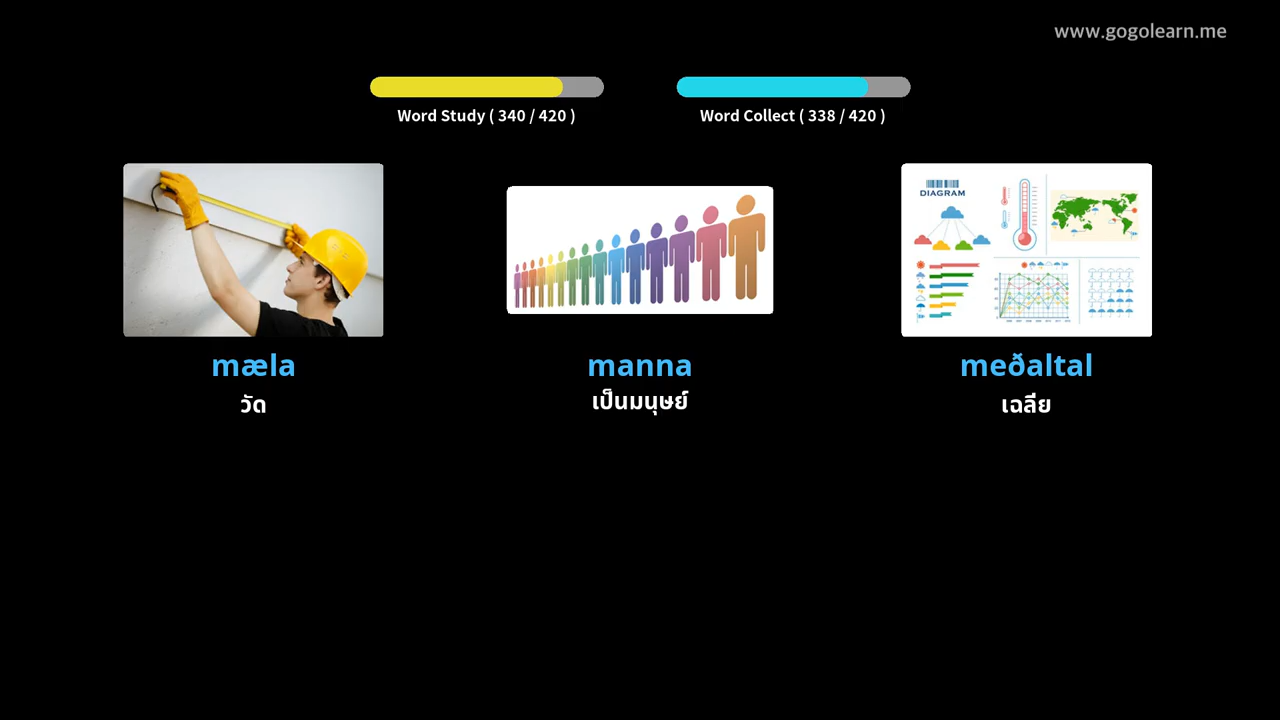 www.gogolearn.me
Word Study ( 340 / 420 )
Word Collect ( 338 / 420 )
DIAGRAM
mæla
manna
meðaltal
วัด
เป็นมนุษย์
เฉลี่ย